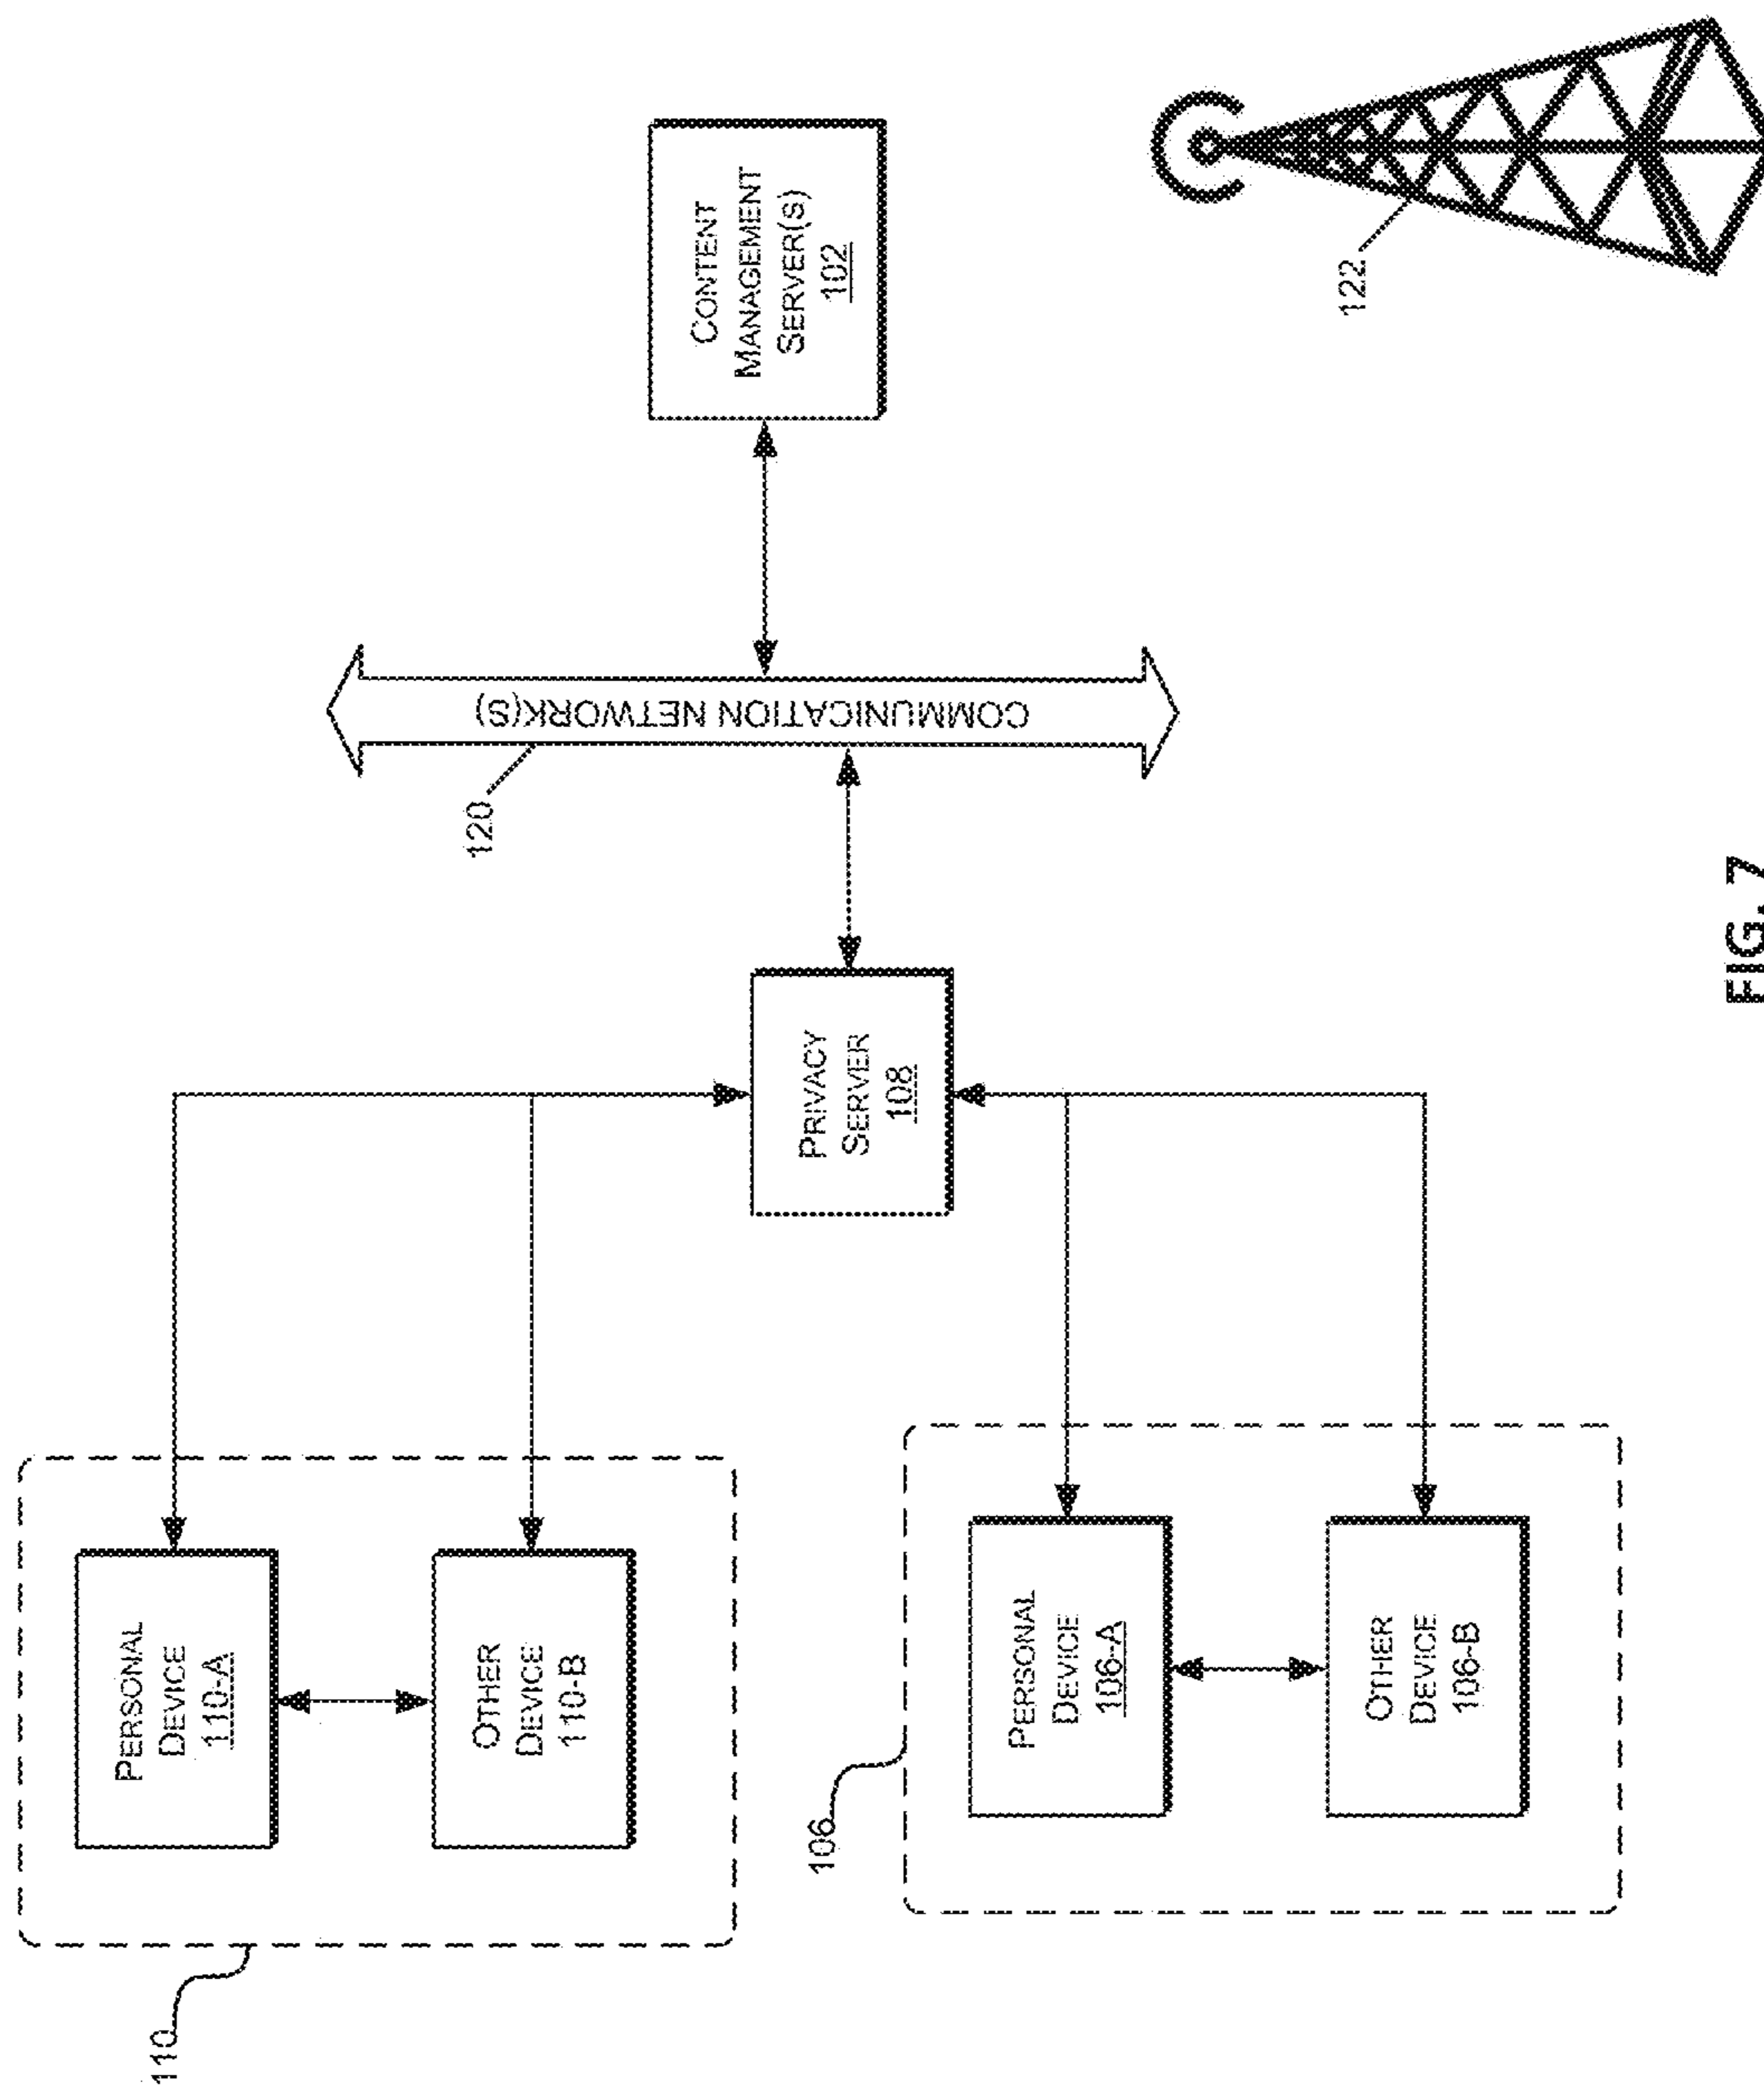 110
PERSONAL
DEVICE
110-A
OTHER
DEVICE
110-B
106
PERSONAL
DEVICE
106-A
OTHER
DEVICE
106-B
PRIVACY
SERVER
108
120
COMMUNICATION NETWORK(S)
CONTENT
MANAGEMENT
SERVER(S)
102
122
FIG. 7